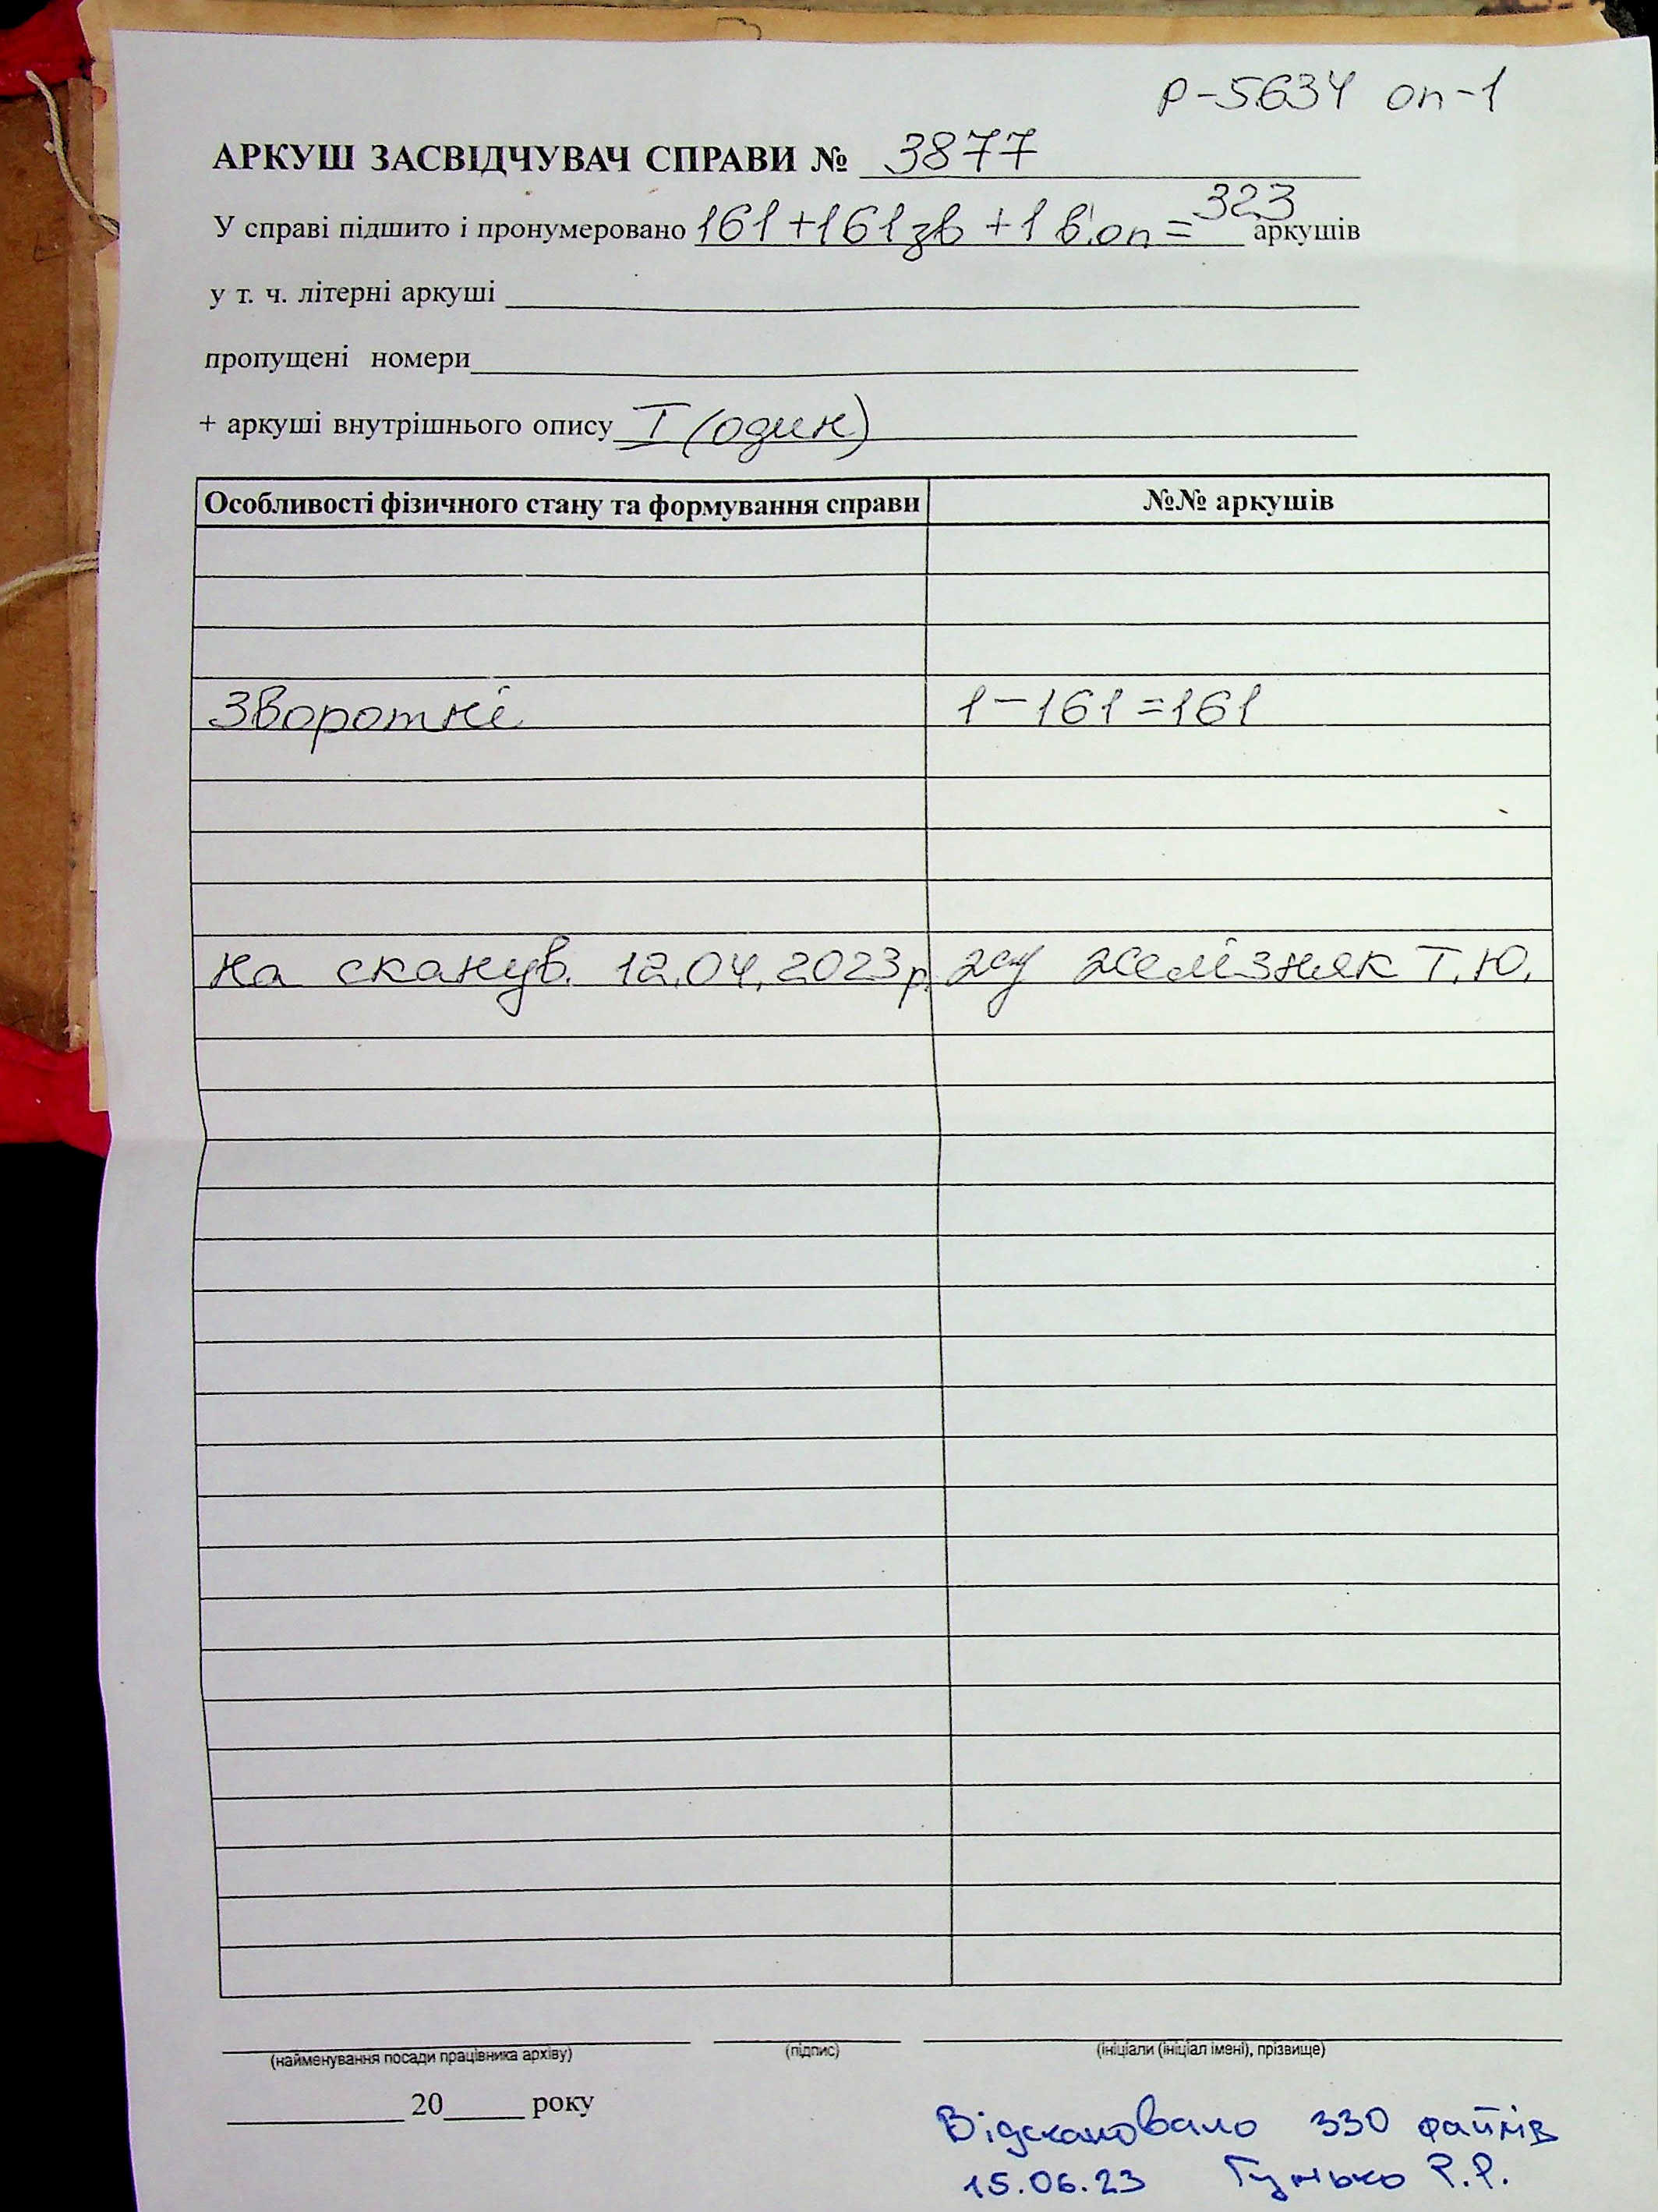 Р-5634 оп-1
АРКУШ ЗАСВІДЧУВАЧ СПРАВИ № 3877
У справі підшито і пронумеровано 161+161зв+1 в.оп=323 аркушів
у т. ч. літерні аркуші
пропущені номери
+ аркуші внутрішнього опису I (один)
Особливості фізичного стану та формування справи №№ аркушів
Зворотні 1-161=161
на сканув. 12.04.2023р. Желізняк Т.Ю.
(найменування посади працівника архіву) (підпис) (ініціали (ініціал імені), прізвище)
20 року
Відскановано 330 файлів
15.06.23 Гунько Р.Р.